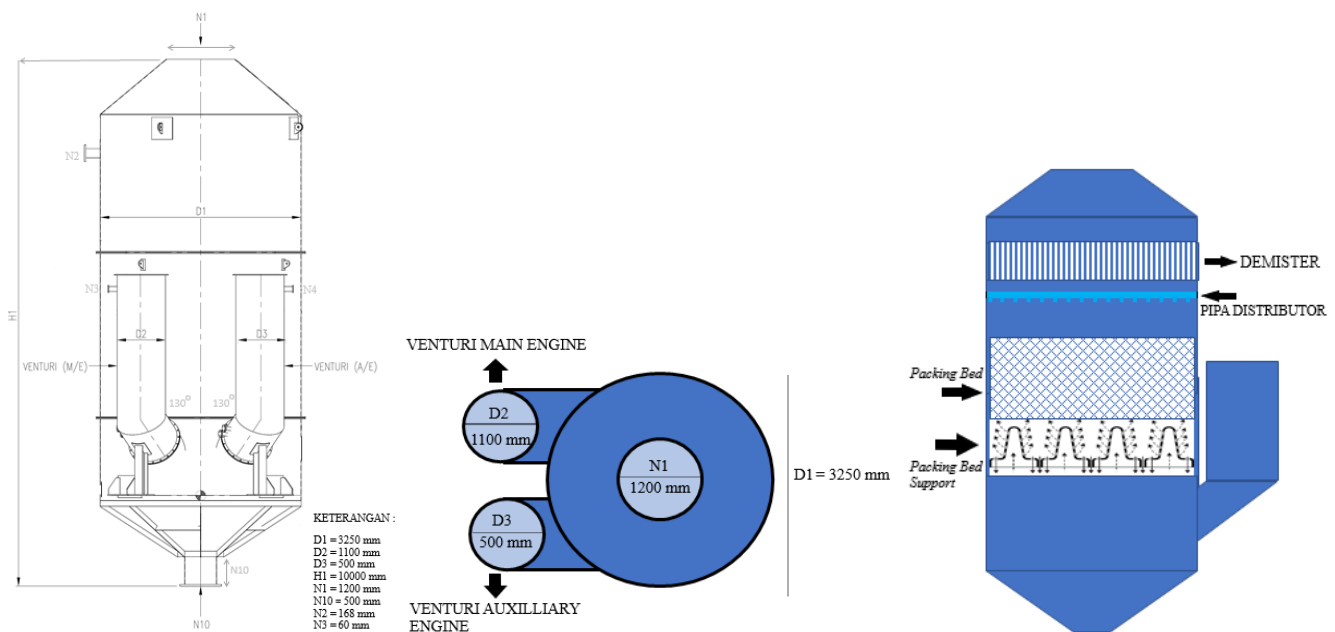 N1
N2
D1
H1
N3
N4
D2
D3
VENTURI (M/E)
VENTURI (A/E)
130°
130°
N10
N10
KETERANGAN :
D1 = 3250 mm
D2 = 1100 mm
D3 = 500 mm
H1 = 10000 mm
N1 = 1200 mm
N10 = 500 mm
N2 = 168 mm
N3 = 60 mm
VENTURI MAIN ENGINE
D2
1100 mm
N1
1200 mm
D3
500 mm
D1 = 3250 mm
VENTURI AUXILLIARY
ENGINE
DEMISTER
PIPA DISTRIBUTOR
Packing Bed
Packing Bed
Support